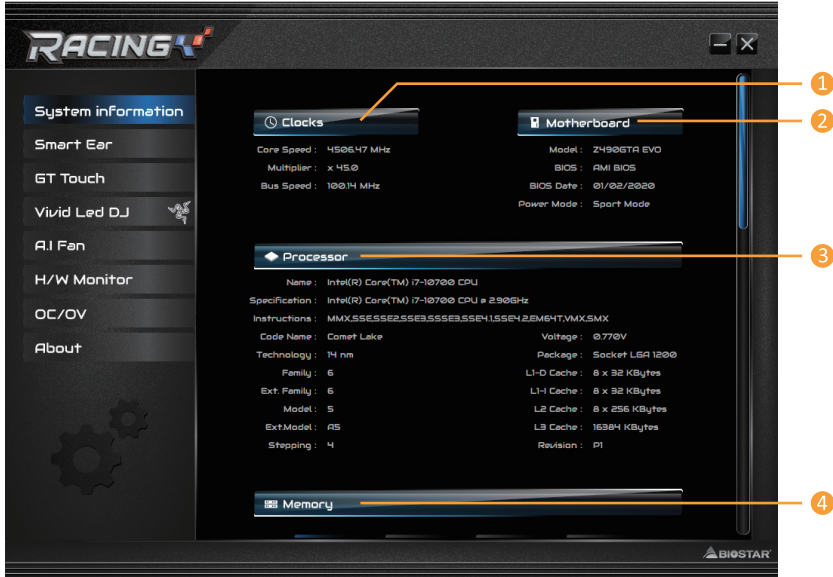 RACING
System information
Smart Ear
GT Touch
Vivid Led DJ
A.I Fan
H/W Monitor
OC/OV
About
Clocks
Core Speed : 4506.47 MHz
Multiplier : x 45.0
Bus Speed : 100.14 MHz
Motherboard
Model : Z490GTA EVO
BIOS : AMI BIOS
BIOS Date : 01/02/2020
Power Mode : Sport Mode
Processor
Name : Intel(R) Core(TM) i7-10700 CPU
Specification : Intel(R) Core(TM) i7-10700 CPU @ 2.90GHz
Instructions : MMX,SSE,SSE2,SSE3,SSSE3,SSE4.1,SSE4.2,EM64T,VMX,SMX
Code Name : Comet Lake
Technology : 14 nm
Family : 6
Ext. Family : 6
Model : 5
Ext.Model : A5
Stepping : 4
Voltage : 0.770V
Package : Socket LGA 1200
L1-D Cache : 8 x 32 KBytes
L1-I Cache : 8 x 32 KBytes
L2 Cache : 8 x 256 KBytes
L3 Cache : 16384 KBytes
Revision : P1
Memory
BIOSTAR
1
2
3
4